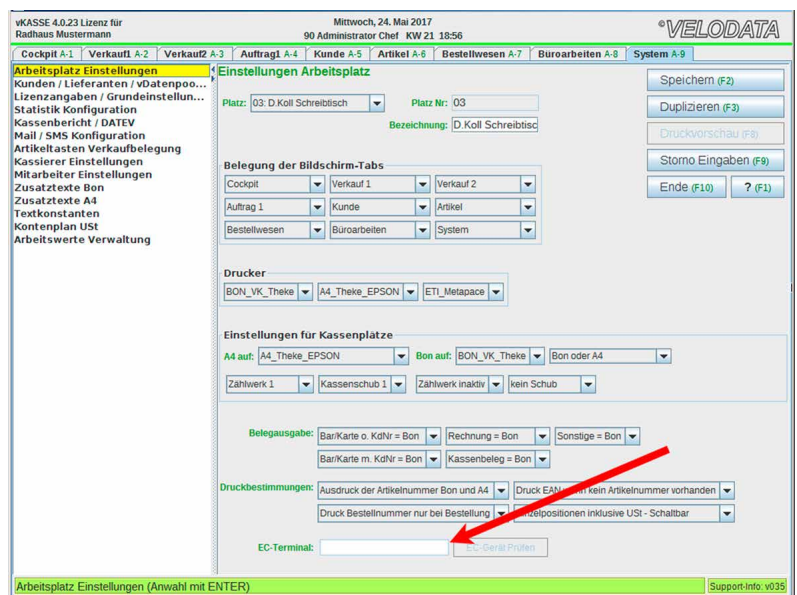 vKASSE 4.0.23 Lizenz für
Radhaus Mustermann
Mittwoch, 24. Mai 2017
90 Administrator Chef KW 21 18:56
©VELODATA
Cockpit A-1 Verkauf1 A-2 Verkauf2 A-3 Auftrag1 A-4 Kunde A-5 Artikel A-6 Bestellwesen A-7 Büroarbeiten A-8 System A-9
Arbeitsplatz Einstellungen
Kunden / Lieferanten / vDatenpoo...
Lizenzangaben / Grundeinstellun...
Statistik Konfiguration
Kassenbericht / DATEV
Mail / SMS Konfiguration
Artikeltasten Verkaufbelegung
Kassierer Einstellungen
Mitarbeiter Einstellungen
Zusatztexte Bon
Zusatztexte A4
Textkonstanten
Kontenplan USt
Arbeitswerte Verwaltung
Einstellungen Arbeitsplatz
Platz: 03: D.Koll Schreibtisch Platz Nr: 03
Bezeichnung: D.Koll Schreibtisc
Speichern (F2)
Duplizieren (F3)
Druckvorschau (F8)
Storno Eingaben (F9)
Ende (F10) ? (F1)
Belegung der Bildschirm-Tabs
Cockpit Verkauf 1 Verkauf 2
Auftrag 1 Kunde Artikel
Bestellwesen Büroarbeiten System
Drucker
BON_VK_Theke A4_Theke_EPSON ETI_Metapace
Einstellungen für Kassenplätze
A4 auf: A4_Theke_EPSON Bon auf: BON_VK_Theke Bon oder A4
Zählwerk 1 Kassenschub 1 Zählwerk inaktiv kein Schub
Belegausgabe: Bar/Karte o. KdNr = Bon Rechnung = Bon Sonstige = Bon
Bar/Karte m. KdNr = Bon Kassenbeleg = Bon
Druckbestimmungen: Ausdruck der Artikelnummer Bon und A4 Druck EAN kein Artikelnummer vorhanden
Druck Bestellnummer nur bei Bestellung inklusive USt - Schaltbar
EC-Terminal: EC-Gerät Prüfen
Arbeitsplatz Einstellungen (Anwahl mit ENTER)
Support-Info: v035